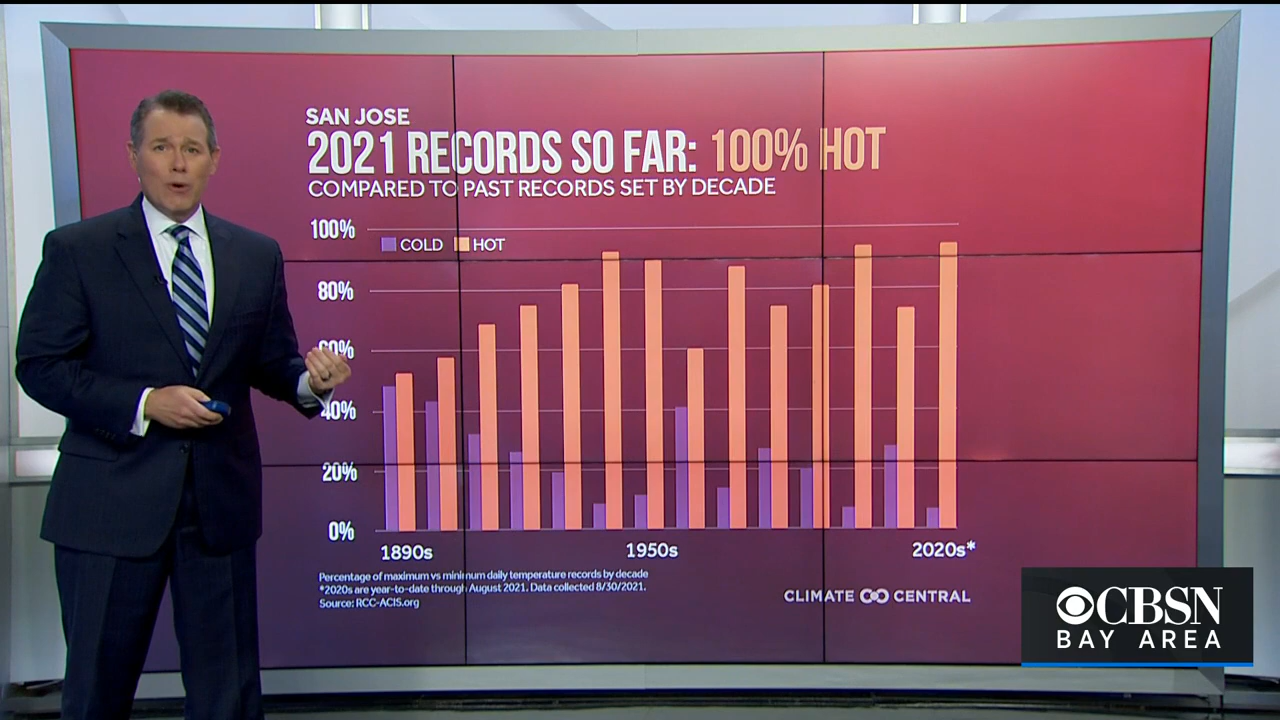 SAN JOSE
2021 RECORDS SO FAR: 100% HOT
COMPARED TO PAST RECORDS SET BY DECADE
100%
COLD HOT
80%
60%
40%
20%
0%
1890s 1950s 2020s*
Percentage of maximum vs minimum daily temperature records by decade
*2020s are year-to-date through August 2021. Data collected 8/30/2021.
Source: RCC-ACIS.org
CLIMATE CENTRAL
CBSN
BAY AREA